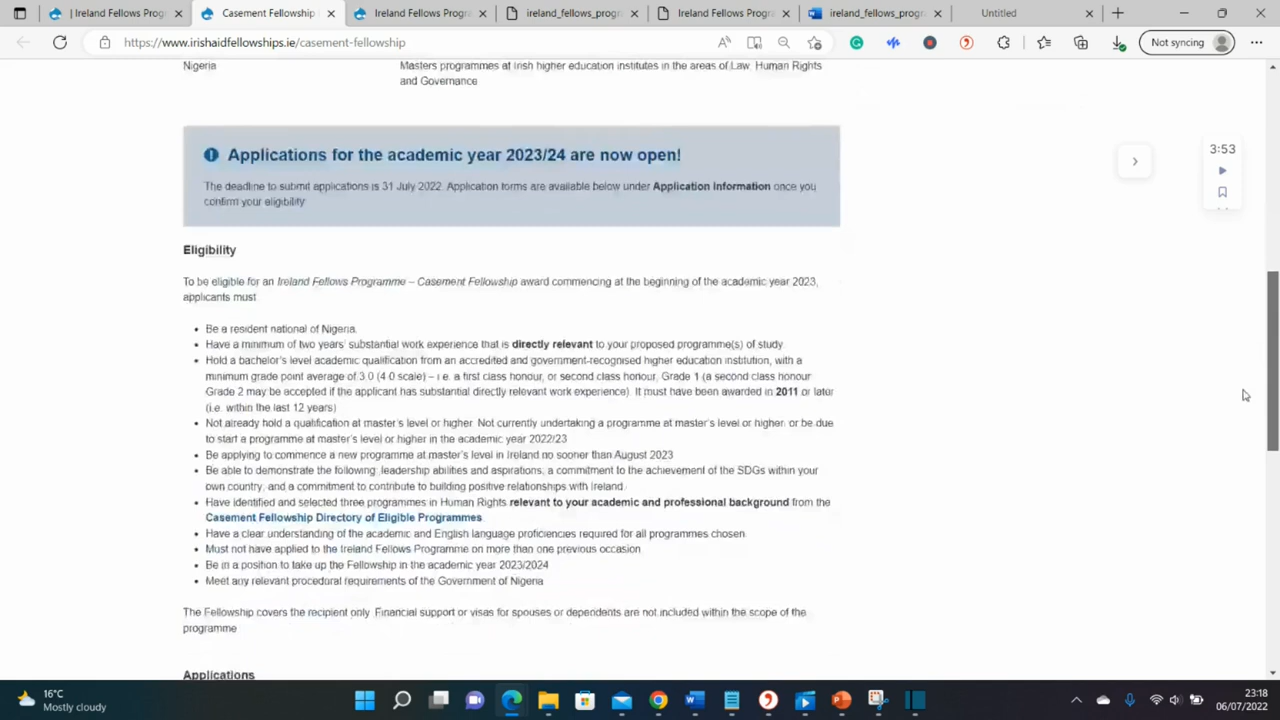 | Ireland Fellows Prog
Casement Fellowship
Ireland Fellows Progra
ireland_fellows_progr
Ireland Fellows Progr
ireland_fellows_progra
Untitled
https://www.irishaidfellowships.ie/casement-fellowship
Not syncing
Nigeria
Masters programmes at Irish higher education institutes in the areas of Law, Human Rights
and Governance
Applications for the academic year 2023/24 are now open!
The deadline to submit applications is 31 July 2022. Application forms are available below under Application Information once you
confirm your eligibility
3:53
Eligibility
To be eligible for an Ireland Fellows Programme – Casement Fellowship award commencing at the beginning of the academic year 2023,
applicants must
• Be a resident national of Nigeria.
• Have a minimum of two years' substantial work experience that is directly relevant to your proposed programme(s) of study.
• Hold a bachelor's level academic qualification from an accredited and government-recognised higher education institution, with a
minimum grade point average of 3.0 (4.0 scale) – i.e. a first class honour, or second class honour, Grade 1 (a second class honour
Grade 2 may be accepted if the applicant has substantial directly relevant work experience). It must have been awarded in 2011 or later
(i.e. within the last 12 years)
• Not already hold a qualification at master's level or higher. Not currently undertaking a programme at master's level or higher, or be due
to start a programme at master's level or higher in the academic year 2022/23
• Be applying to commence a new programme at master's level in Ireland no sooner than August 2023
• Be able to demonstrate the following: leadership abilities and aspirations; a commitment to the achievement of the SDGs within your
own country; and a commitment to contribute to building positive relationships with Ireland.
• Have identified and selected three programmes in Human Rights relevant to your academic and professional background from the
Casement Fellowship Directory of Eligible Programmes
• Have a clear understanding of the academic and English language proficiencies required for all programmes chosen
• Must not have applied to the Ireland Fellows Programme on more than one previous occasion
• Be in a position to take up the Fellowship in the academic year 2023/2024
• Meet any relevant procedural requirements of the Government of Nigeria
The Fellowship covers the recipient only. Financial support or visas for spouses or dependents are not included within the scope of the
programme
Applications
16°C
Mostly cloudy
23:18
06/07/2022